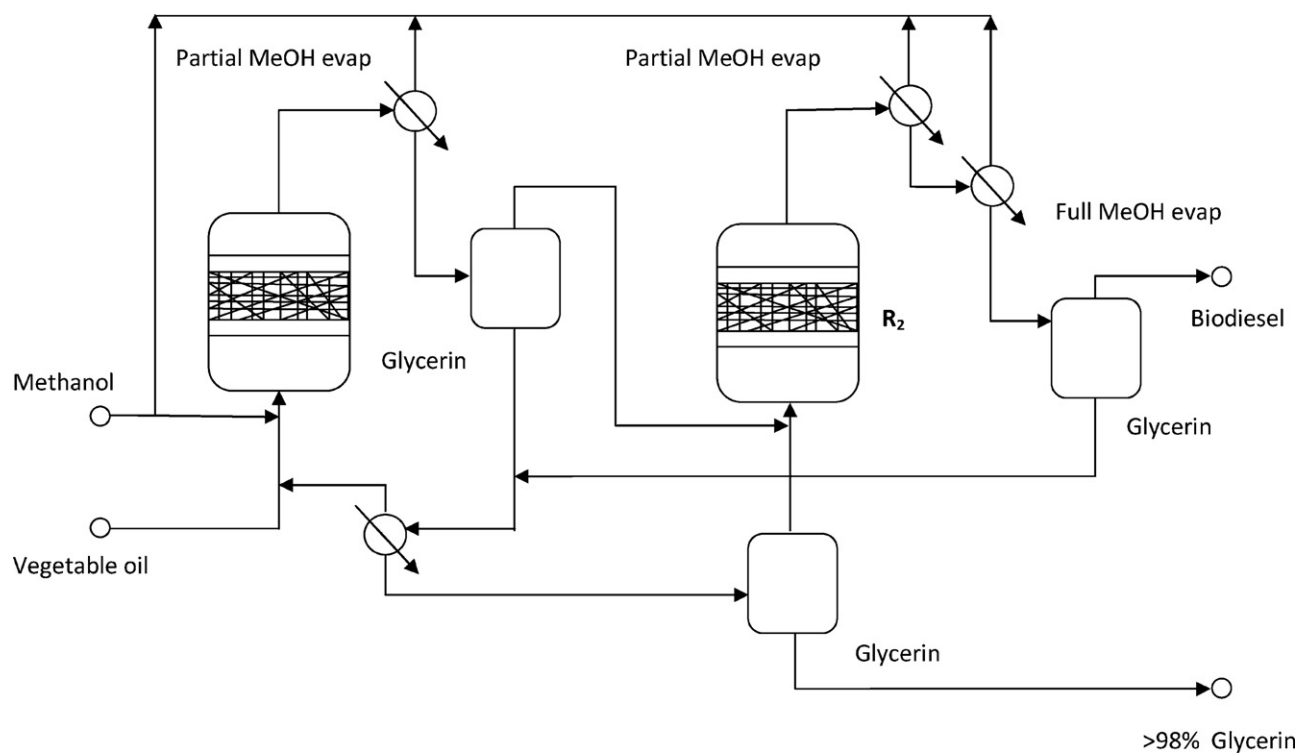 Partial MeOH evap
Partial MeOH evap
Full MeOH evap
R₂
Biodiesel
Glycerin
Methanol
Glycerin
Vegetable oil
Glycerin
>98% Glycerin